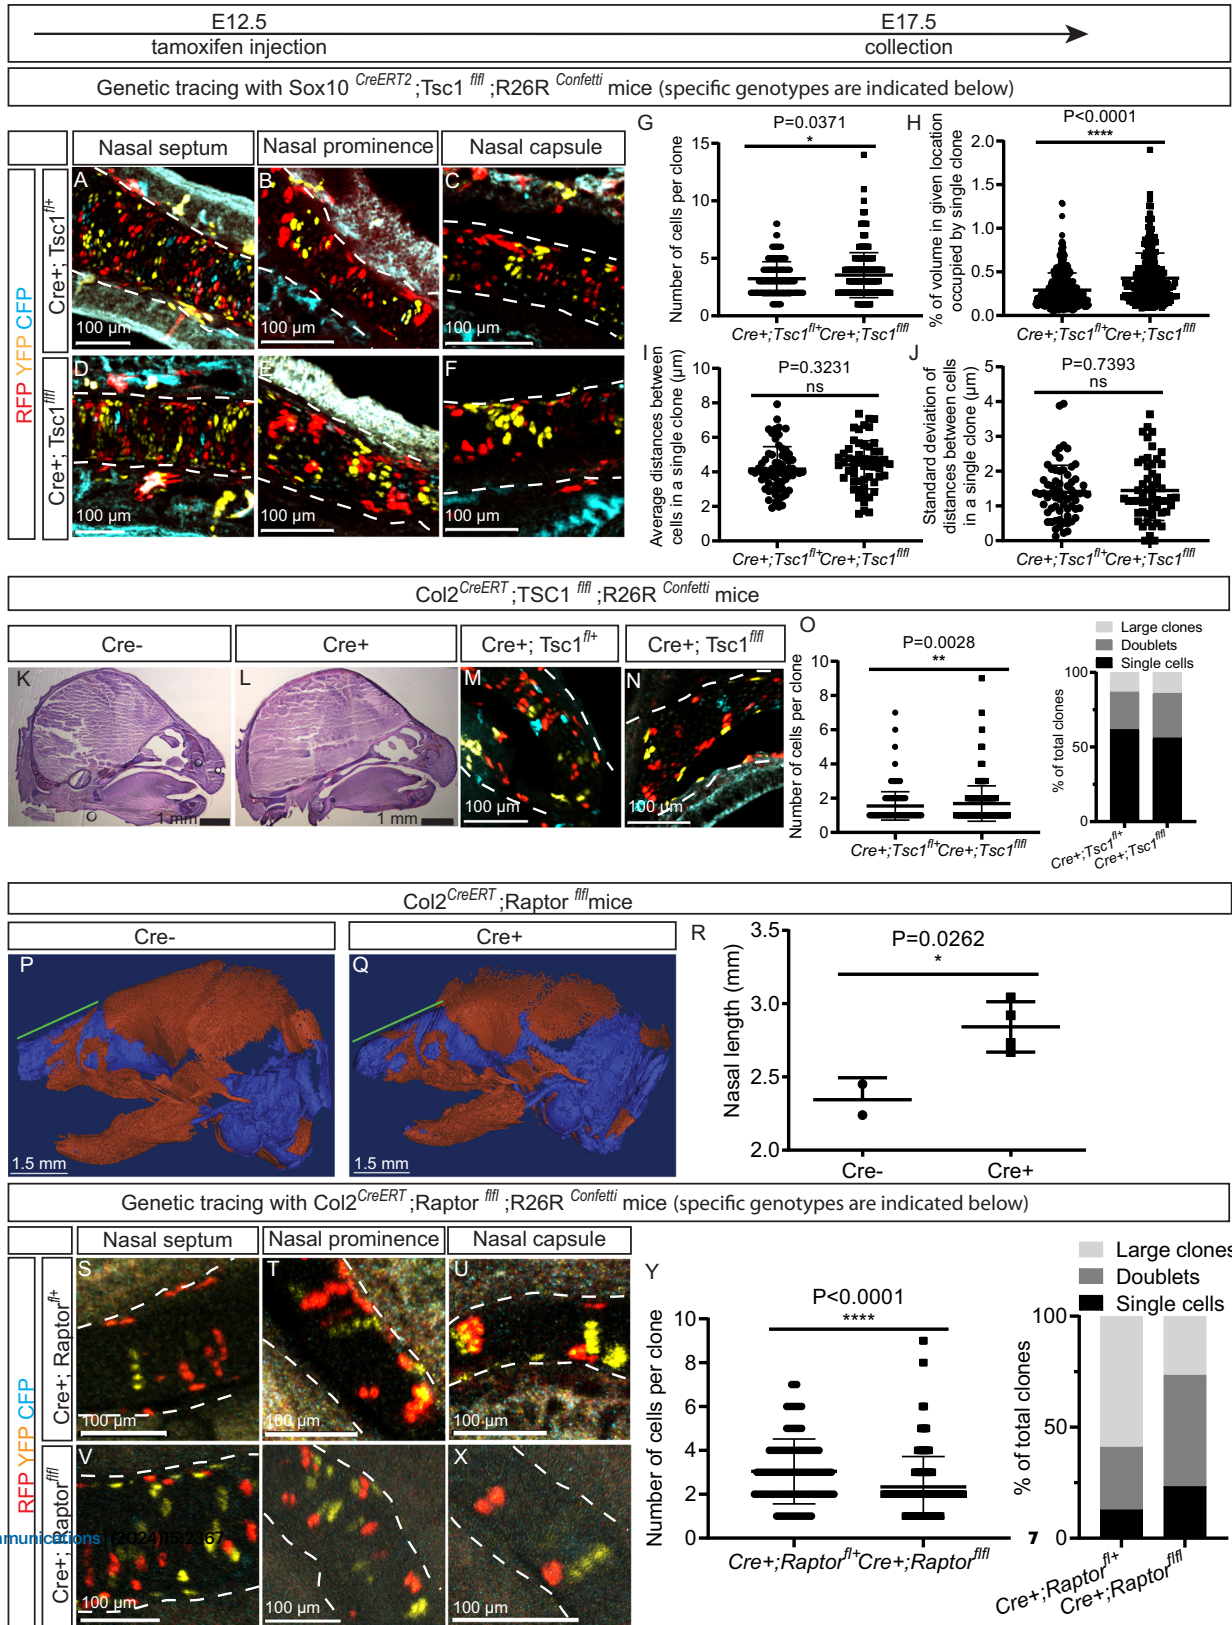 E12.5
E17.5
tamoxifen injection
collection
Genetic tracing with Sox10 CreERT2 ;Tsc1 fl/fl ;R26R Confetti mice (specific genotypes are indicated below)
Nasal septum
Nasal prominence
Nasal capsule
RFP YFP CFP
Cre+; Tsc1fl/+
Cre+; Tsc1fl/fl
A
100 µm
B
100 µm
C
100 µm
D
100 µm
E
100 µm
F
100 µm
G
P=0.0371
*
Number of cells per clone
15
10
5
0
Cre+;Tsc1fl/+
Cre+;Tsc1fl/fl
H
P<0.0001
****
% of volume in given location
occupied by single clone
2.0
1.5
1.0
0.5
0.0
Cre+;Tsc1fl/+
Cre+;Tsc1fl/fl
I
P=0.3231
ns
Average distances between
cells in a single clone (µm)
10
8
6
4
2
0
Cre+;Tsc1fl/+
Cre+;Tsc1fl/fl
J
P=0.7393
ns
Standard deviation of
distances between cells
in a single clone (µm)
5
4
3
2
1
0
Cre+;Tsc1fl/+
Cre+;Tsc1fl/fl
Col2CreERT ;TSC1 fl/fl ;R26R Confetti mice
Cre-
Cre+
Cre+; Tsc1fl/+
Cre+; Tsc1fl/fl
K
1 mm
L
1 mm
M
100 µm
N
100 µm
O
P=0.0028
**
Number of cells per clone
10
8
6
4
2
0
Cre+;Tsc1fl/+
Cre+;Tsc1fl/fl
Large clones
Doublets
Single cells
% of total clones
100
50
0
Cre+;Tsc1fl/+
Cre+;Tsc1fl/fl
Col2CreERT ;Raptor fl/fl mice
Cre-
Cre+
P
1.5 mm
Q
1.5 mm
R
P=0.0262
*
Nasal length (mm)
3.5
3.0
2.5
2.0
Cre-
Cre+
Genetic tracing with Col2CreERT ;Raptor fl/fl ;R26R Confetti mice (specific genotypes are indicated below)
Nasal septum
Nasal prominence
Nasal capsule
RFP YFP CFP
Cre+; Raptorfl/+
Cre+; Raptorfl/fl
S
100 µm
T
100 µm
U
100 µm
V
100 µm
100 µm
X
100 µm
mmunications | (2024)15:2367
7
Y
P<0.0001
****
Number of cells per clone
10
8
6
4
2
0
Cre+;Raptorfl/+
Cre+;Raptorfl/fl
Large clones
Doublets
Single cells
% of total clones
100
50
0
Cre+;Raptorfl/+
Cre+;Raptorfl/fl